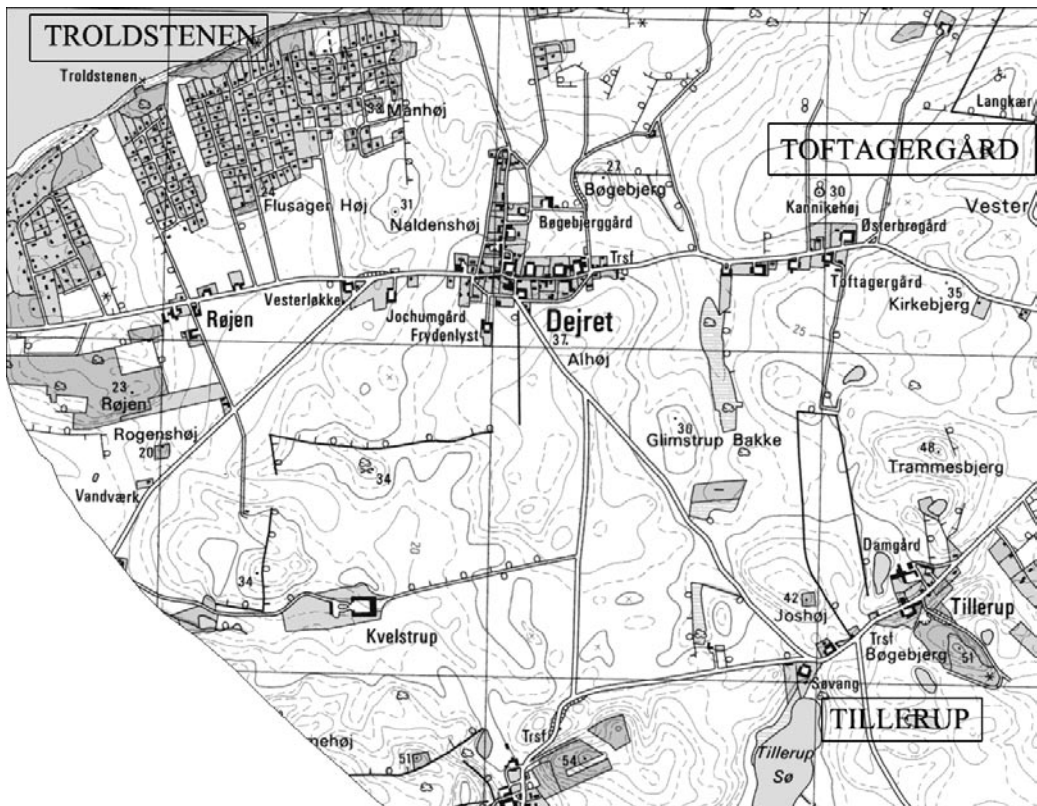 TROLDSTENEN
Troldstenen
33
Månhøj
Langkær
TOFTAGERGÅRD
27
Bøgebjerg
30
Kannikehøj
Vester
24
Flusager Høj
31
Naldenshøj
Bøgebjerggård
Østerbrogård
Trsf
Toftagergård
35
Kirkebjerg
Vesterløkke
Røjen
Jochumgård
Frydenlyst
Dejret
37
Alhøj
25
23
Røjen
Rogenshøj
20
30
Glimstrup Bakke
48
Trammesbjerg
34
Vandværk
20
Damgård
34
42
Joshøj
Tillerup
Kvelstrup
Trsf
Bøgebjerg
51
Søvang
TILLERUP
Trsf
nehøj
51
54
Tillerup
Sø